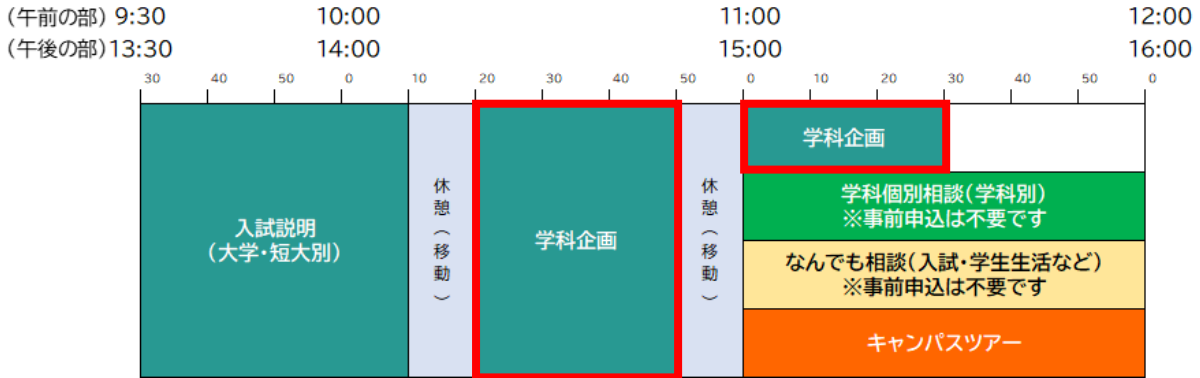 (午前の部) 9:30 10:00 11:00 12:00
(午後の部)13:30 14:00 15:00 16:00
30 40 50 0 10 20 30 40 50 0 10 20 30 40 50 0
入試説明
(大学・短大別)
休憩(移動)
学科企画
休憩(移動)
学科企画
学科個別相談(学科別)
※事前申込は不要です
なんでも相談(入試・学生生活など)
※事前申込は不要です
キャンパスツアー